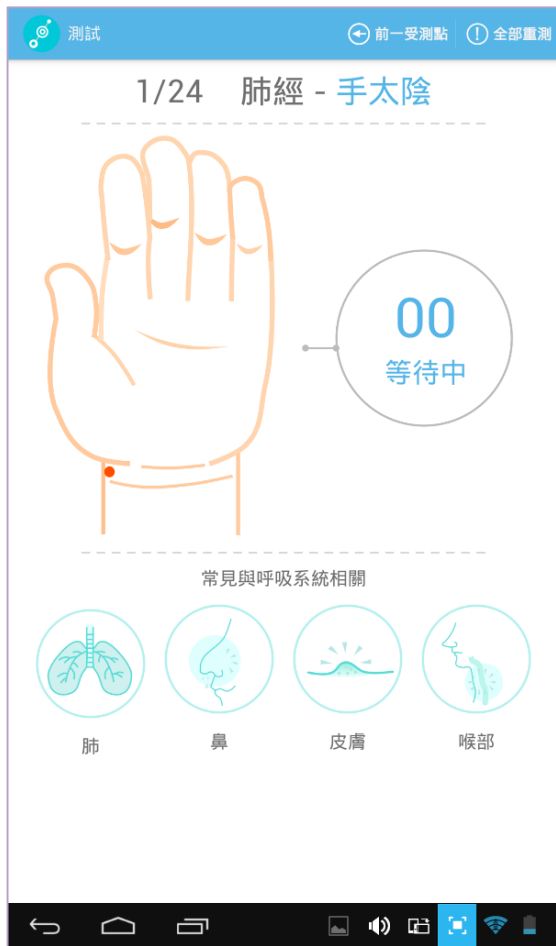 測試 前一受測點 全部重測
1/24 肺經 - 手太陰
00
等待中
常見與呼吸系統相關
肺 鼻 皮膚 喉部